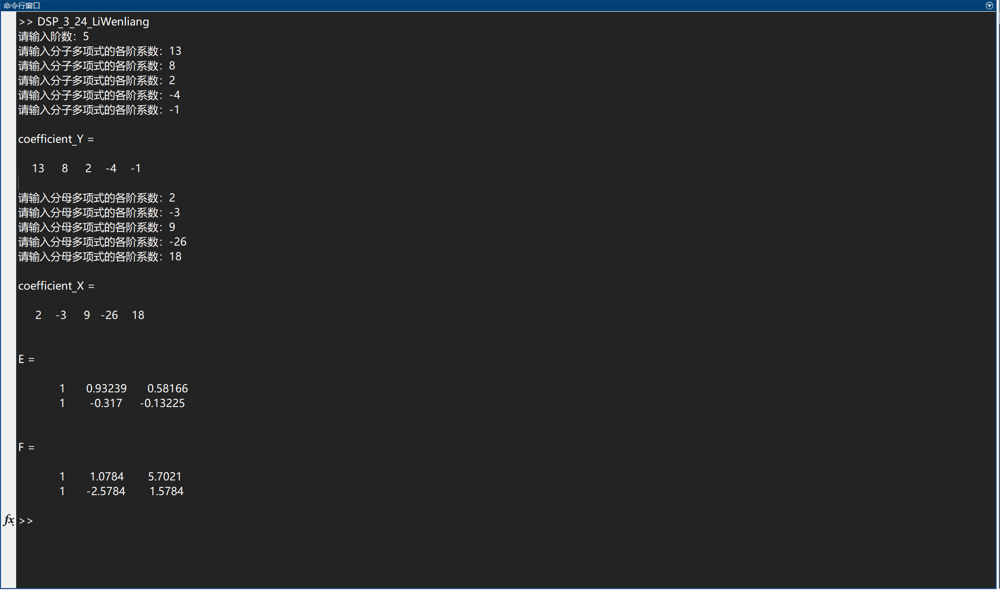 命令行窗口
>> DSP_3_24_LiWenliang
请输入阶数：5
请输入分子多项式的各阶系数：13
请输入分子多项式的各阶系数：8
请输入分子多项式的各阶系数：2
请输入分子多项式的各阶系数：-4
请输入分子多项式的各阶系数：-1
coefficient_Y =
13 8 2 -4 -1
请输入分母多项式的各阶系数：2
请输入分母多项式的各阶系数：-3
请输入分母多项式的各阶系数：9
请输入分母多项式的各阶系数：-26
请输入分母多项式的各阶系数：18
coefficient_X =
2 -3 9 -26 18
E =
1 0.93239 0.58166
1 -0.317 -0.13225
F =
1 1.0784 5.7021
1 -2.5784 1.5784
fx >>